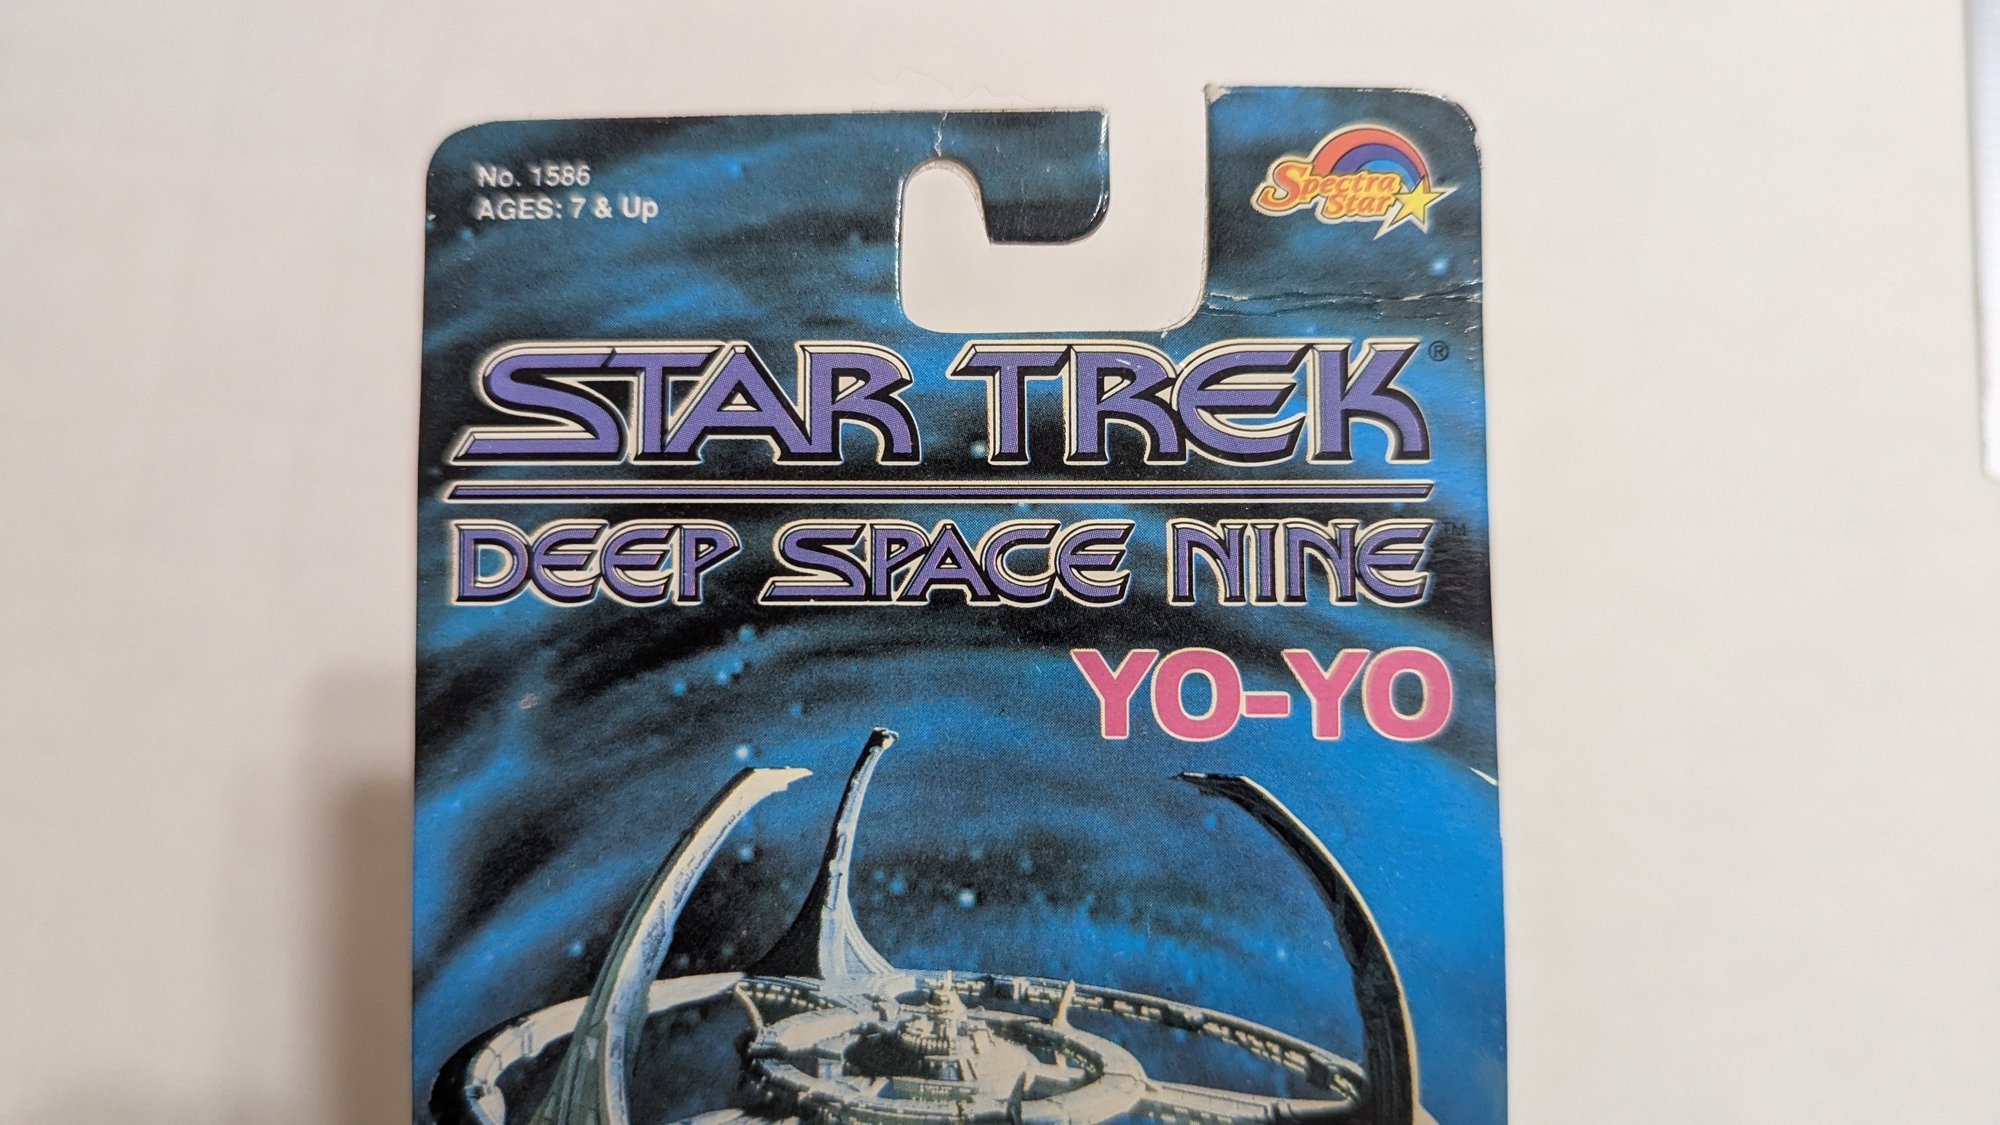 No. 1586
AGES: 7 & Up
Spectra
Star
STAR TREK®
DEEP SPACE NINE™
YO-YO